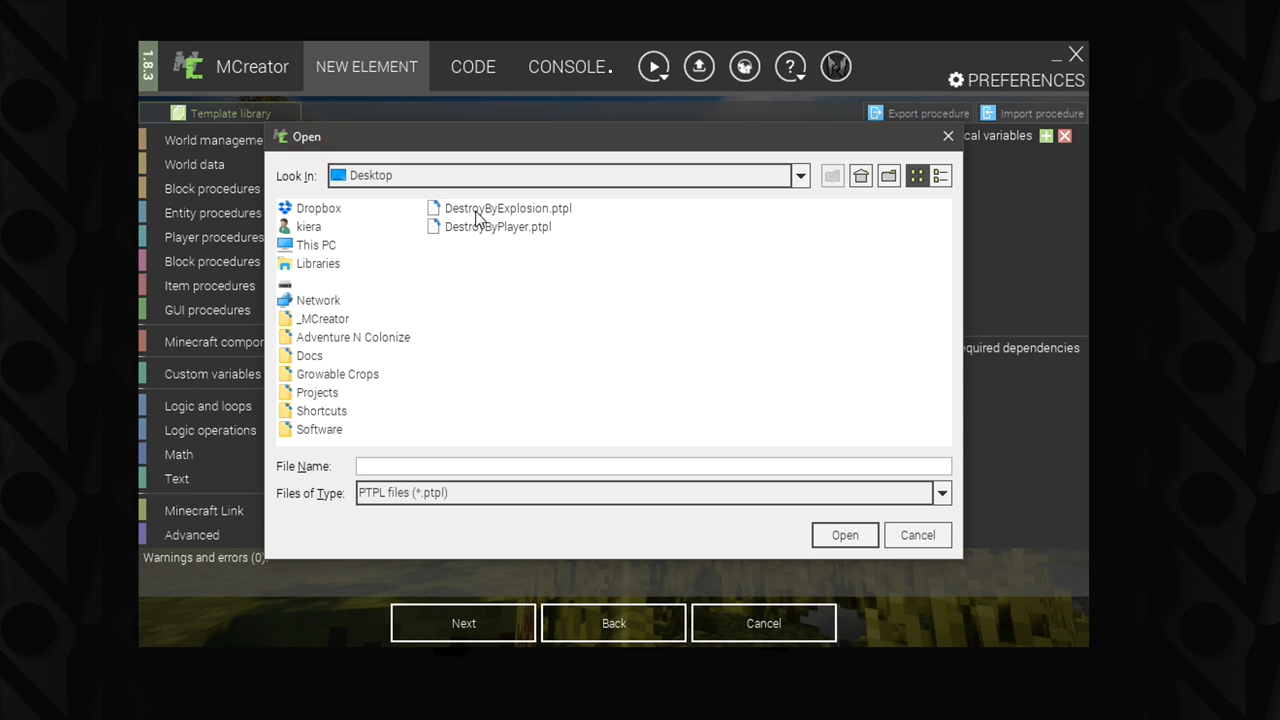 1.8.3
MCreator
NEW ELEMENT
CODE
CONSOLE.
PREFERENCES
Template library
Export procedure
Import procedure
World manageme
World data
Block procedures
Entity procedures
Player procedures
Block procedures
Item procedures
GUI procedures
Minecraft compor
Custom variables
Logic and loops
Logic operations
Math
Text
Minecraft Link
Advanced
cal variables
quired dependencies
Open
Look In:
Desktop
Dropbox
kiera
This PC
Libraries
Network
_MCreator
Adventure N Colonize
Docs
Growable Crops
Projects
Shortcuts
Software
DestroyByExplosion.ptpl
DestroyByPlayer.ptpl
File Name:
Files of Type:
PTPL files (*.ptpl)
Open
Cancel
Warnings and errors (0):
Next
Back
Cancel